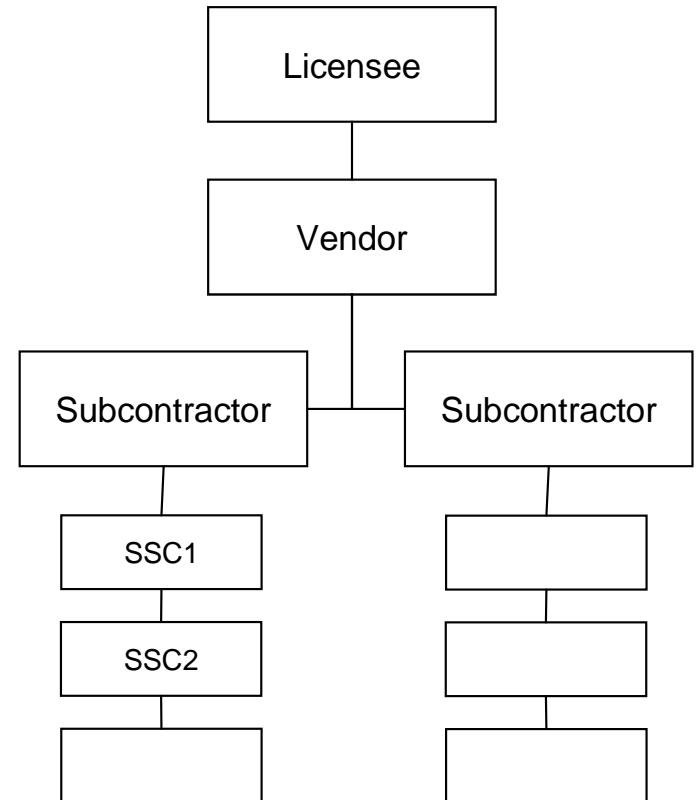 Licensee
Vendor
Subcontractor
Subcontractor
SSC1
SSC2